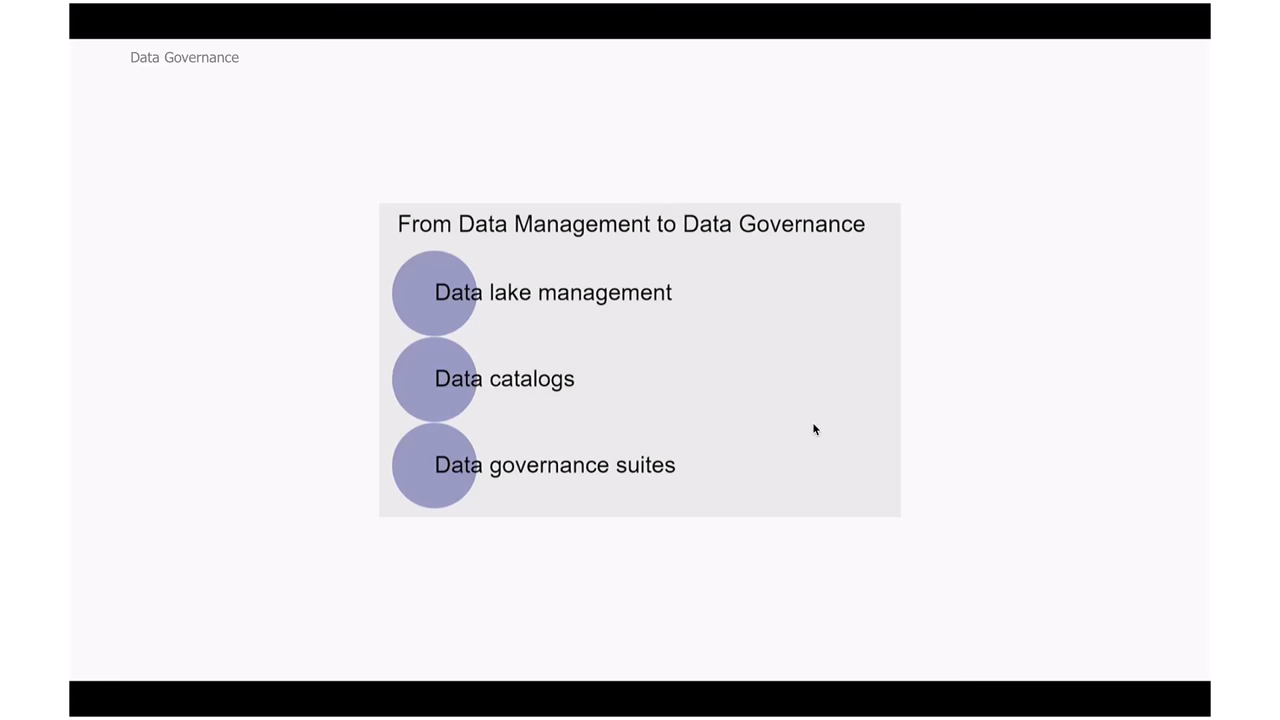 Data Governance
From Data Management to Data Governance
Data lake management
Data catalogs
Data governance suites